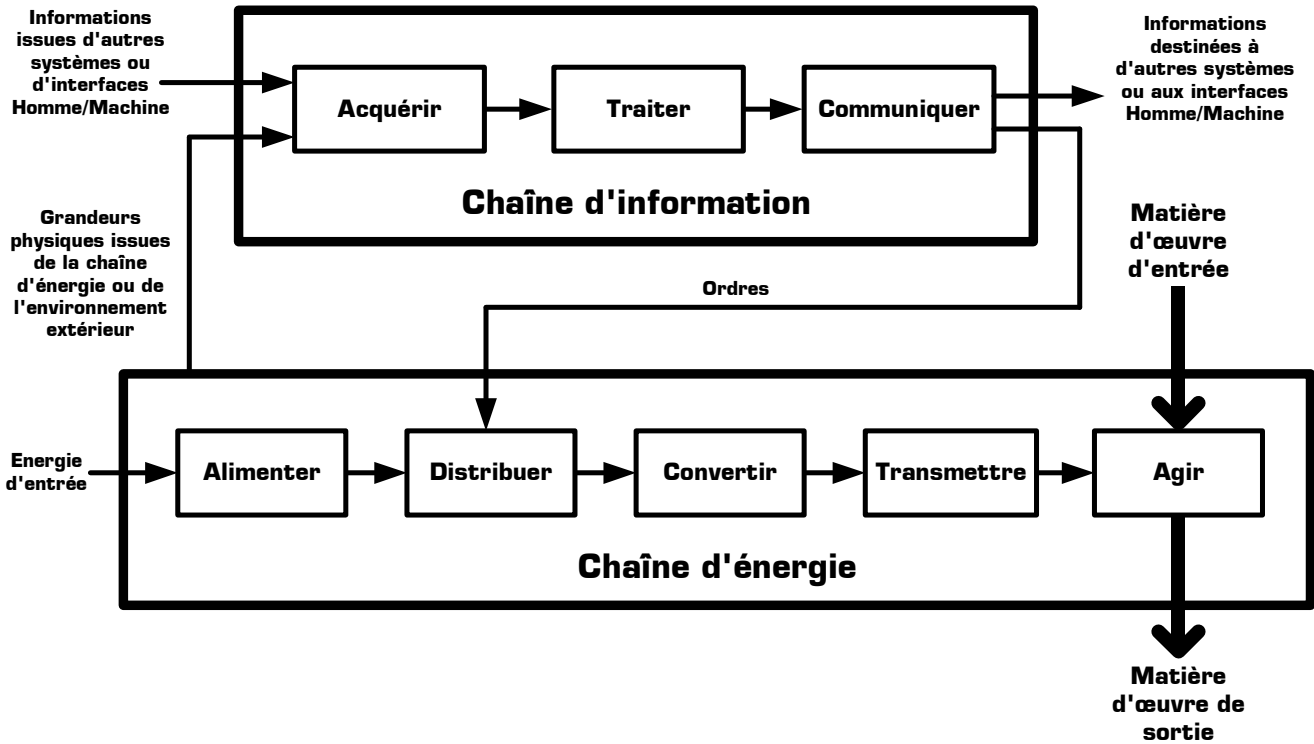 Informations
issues d'autres
systèmes ou
d'interfaces
Homme/Machine
Informations
destinées à
d'autres systèmes
ou aux interfaces
Homme/Machine
Acquérir
Traiter
Communiquer
Chaîne d'information
Grandeurs
physiques issues
de la chaîne
d'énergie ou de
l'environnement
extérieur
Matière
d'œuvre
d'entrée
Ordres
Energie
d'entrée
Alimenter
Distribuer
Convertir
Transmettre
Agir
Chaîne d'énergie
Matière
d'œuvre de
sortie